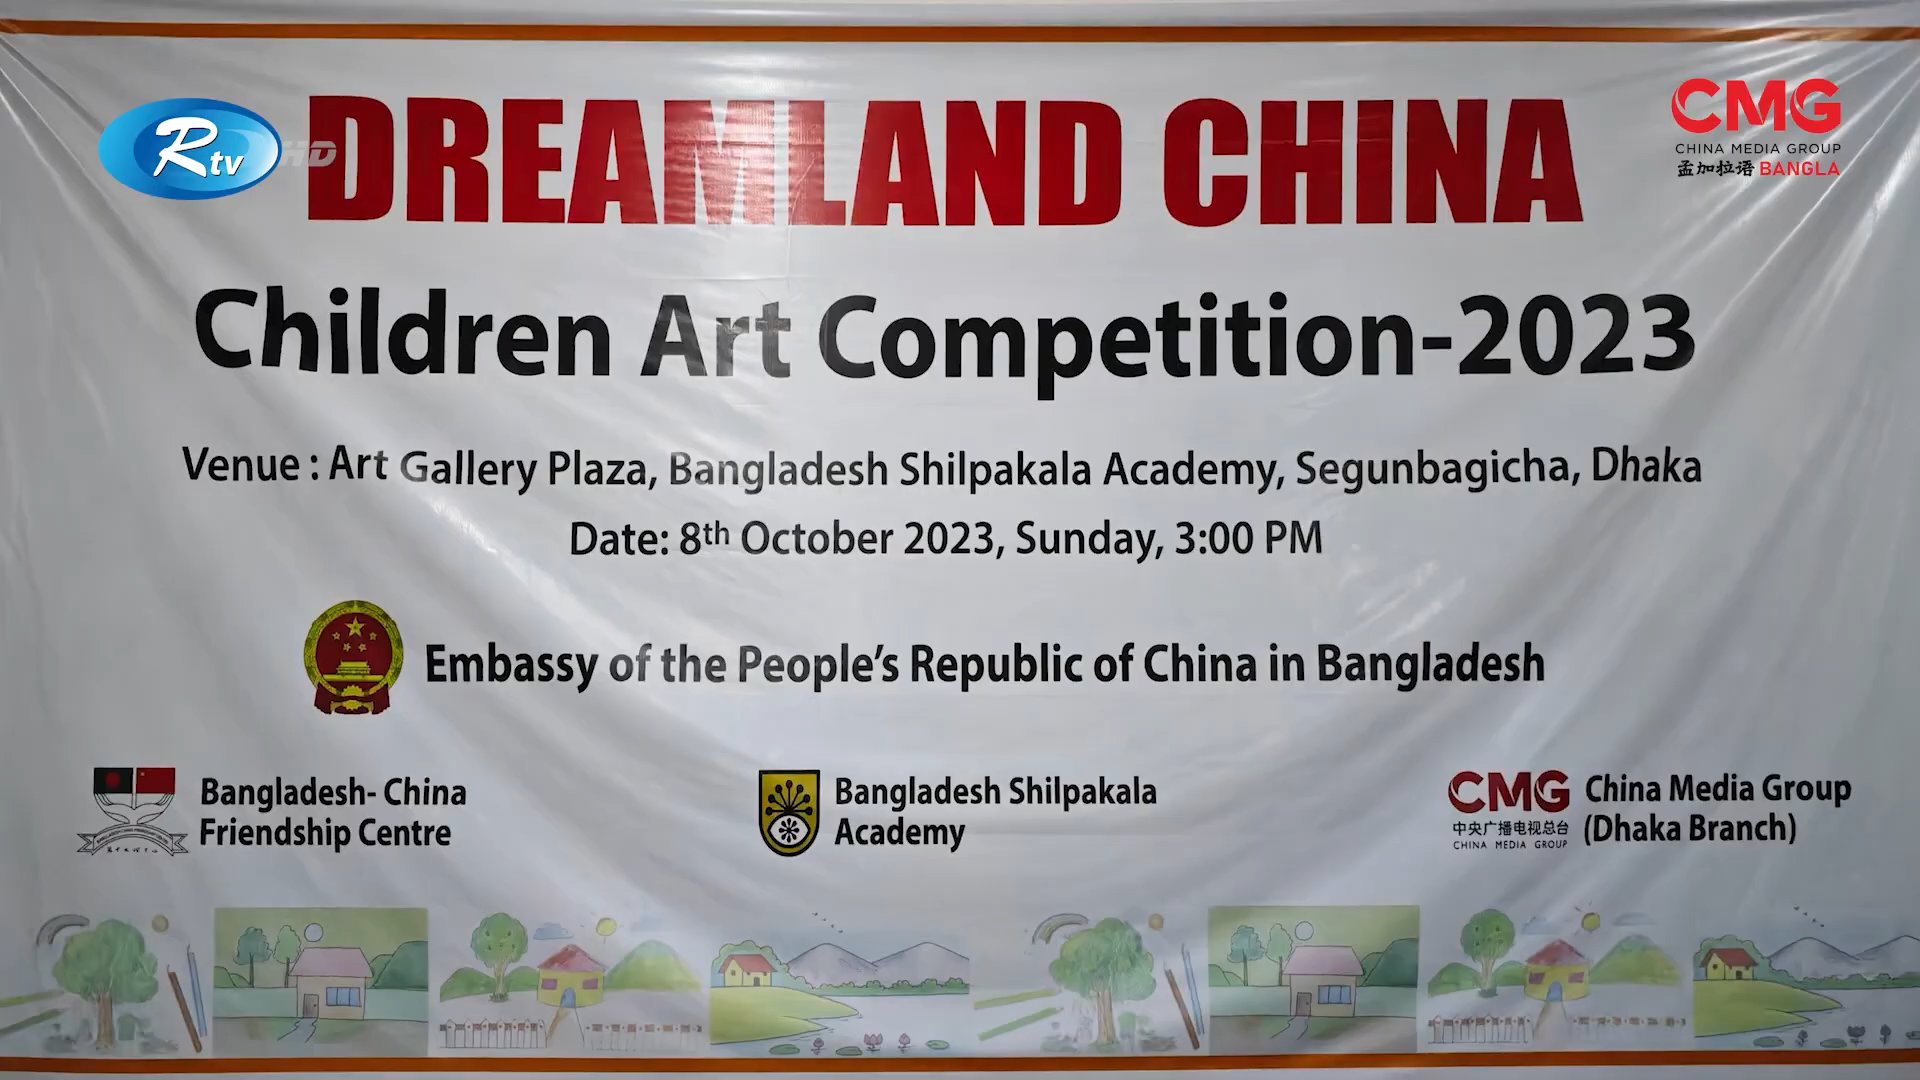 Rtv HD
CMG
CHINA MEDIA GROUP
孟加拉语 BANGLA
DREAMLAND CHINA
Children Art Competition-2023
Venue : Art Gallery Plaza, Bangladesh Shilpakala Academy, Segunbagicha, Dhaka
Date: 8th October 2023, Sunday, 3:00 PM
Embassy of the People's Republic of China in Bangladesh
Bangladesh- China
Friendship Centre
Bangladesh Shilpakala
Academy
CMG
中央广播电视总台
CHINA MEDIA GROUP
China Media Group
(Dhaka Branch)